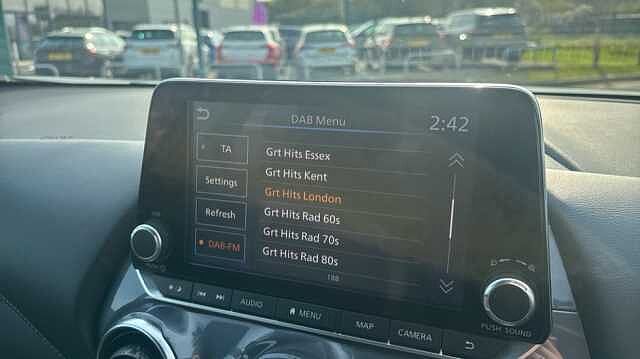 DAB Menu 2:42
TA
Settings
Refresh
DAB-FM
Grt Hits Essex
Grt Hits Kent
Grt Hits London
Grt Hits Rad 60s
Grt Hits Rad 70s
Grt Hits Rad 80s
188
AUDIO
MENU
MAP
CAMERA
PUSH SOUND